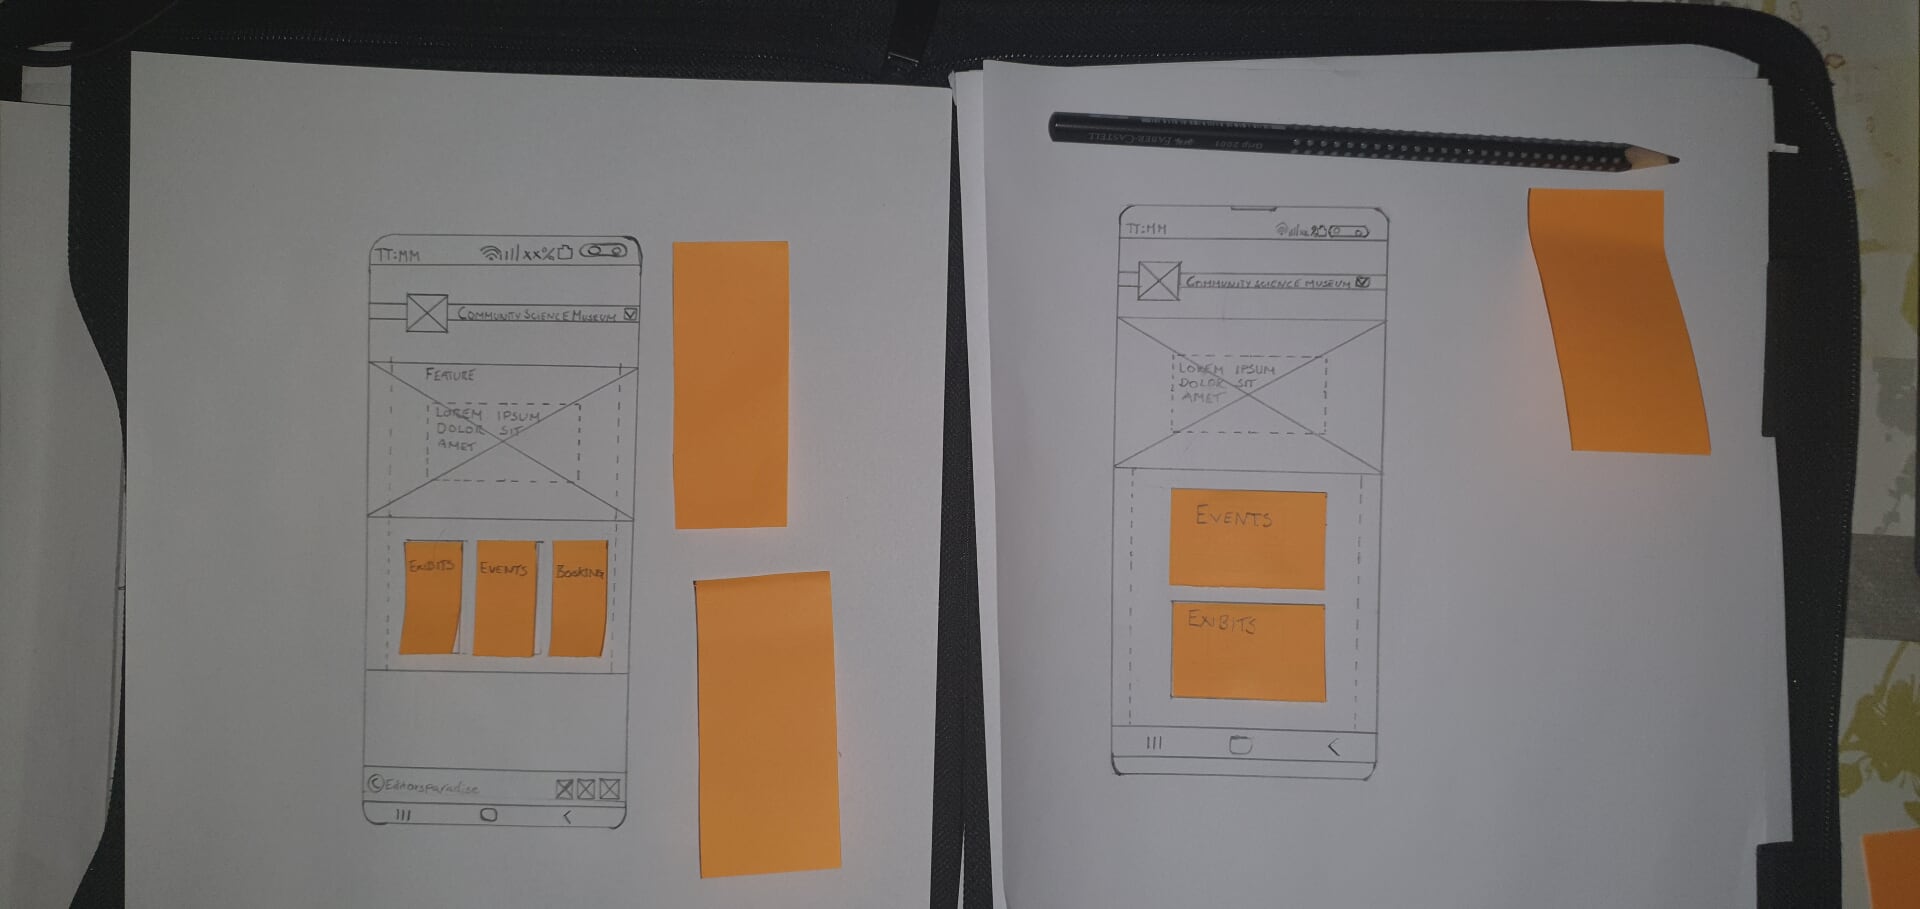 TT:MM
xx%
COMMUNITY SCIENCE MUSEUM
FEATURE
LOREM IPSUM
DOLOR SIT
AMET
EXIBITS
EVENTS
BOOKING
© Editorsparadise
FABER-CASTELL
Grip 2001
TT:MM
COMMUNITY SCIENCE MUSEUM
LOREM IPSUM
DOLOR SIT
AMET
EVENTS
EXIBITS